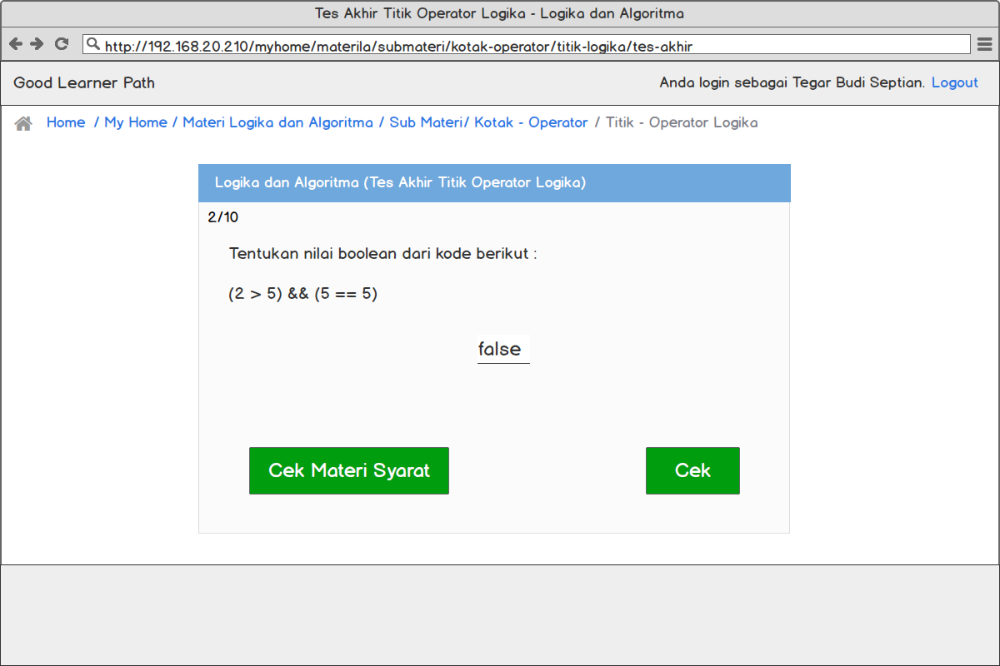 Tes Akhir Titik Operator Logika - Logika dan Algoritma
http://192.168.20.210/myhome/materila/submateri/kotak-operator/titik-logika/tes-akhir
Good Learner Path
Anda login sebagai Tegar Budi Septian. Logout
Home / My Home / Materi Logika dan Algoritma / Sub Materi/ Kotak - Operator / Titik - Operator Logika
Logika dan Algoritma (Tes Akhir Titik Operator Logika)
2/10
Tentukan nilai boolean dari kode berikut :
(2 > 5) && (5 == 5)
false
Cek Materi Syarat
Cek